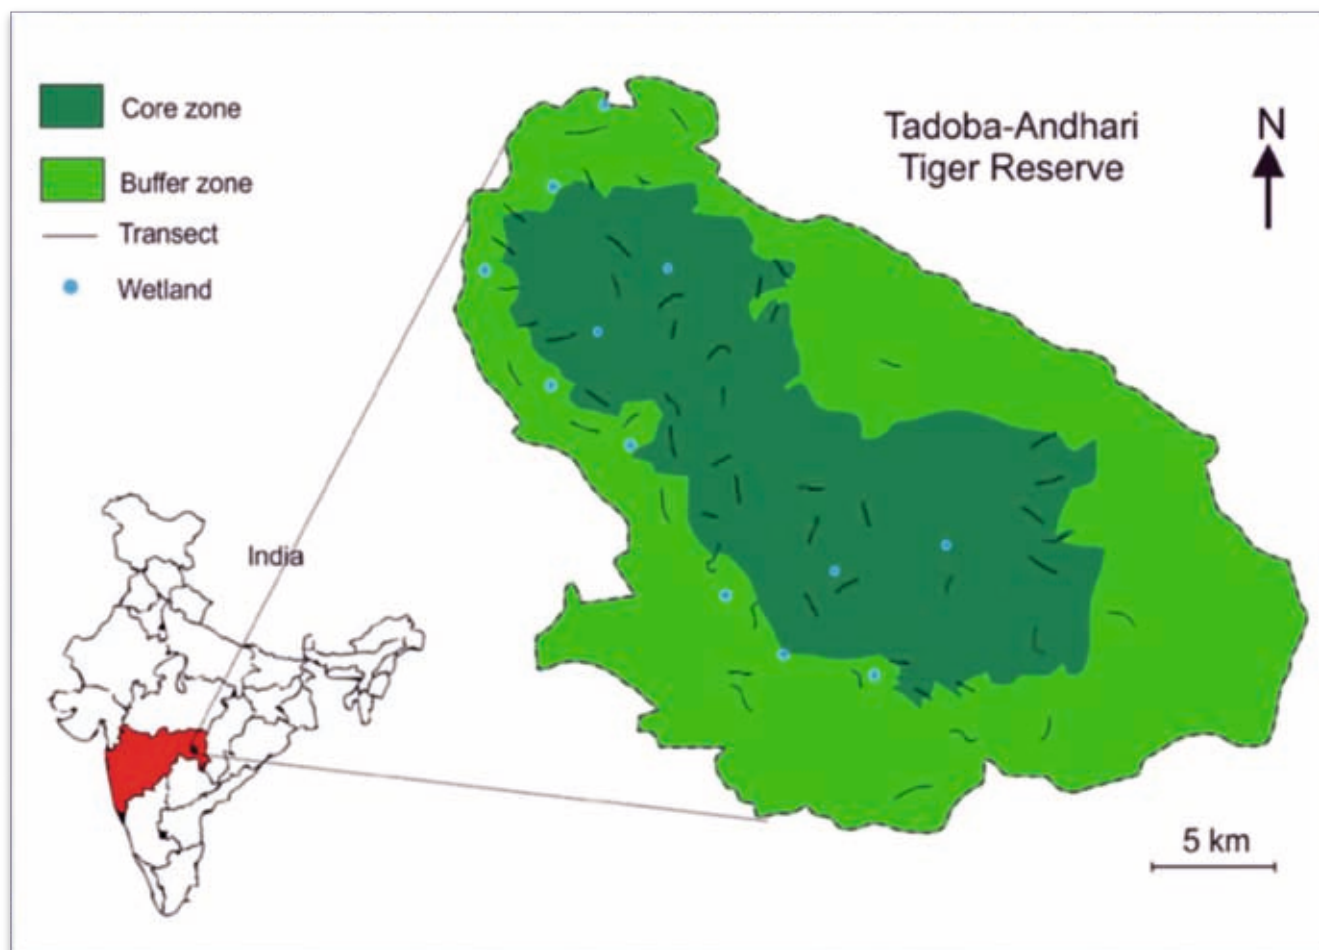 Core zone
Buffer zone
Transect
Wetland
Tadoba-Andhari
Tiger Reserve
N
India
5 km